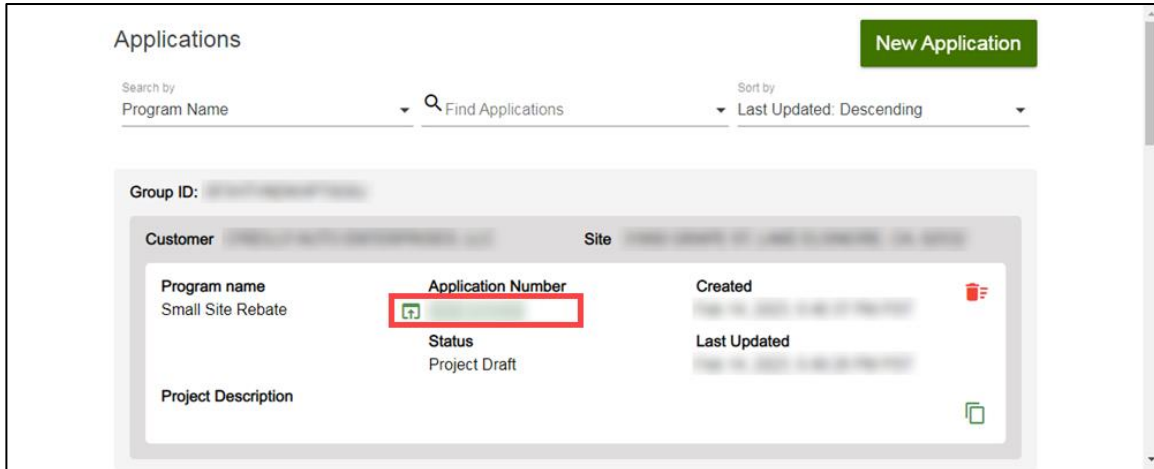 Applications
New Application
Search by
Program Name
Find Applications
Sort by
Last Updated: Descending
Group ID:
Customer
Site
Program name
Small Site Rebate
Application Number
Created
Status
Project Draft
Last Updated
Project Description